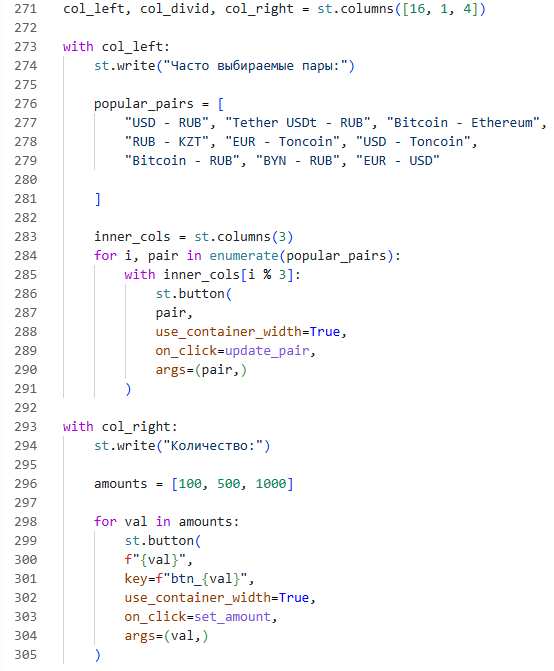 271 col_left, col_divid, col_right = st.columns([16, 1, 4])
272
273 with col_left:
274     st.write("Часто выбираемые пары:")
275
276     popular_pairs = [
277         "USD - RUB", "Tether USDt - RUB", "Bitcoin - Ethereum",
278         "RUB - KZT", "EUR - Toncoin", "USD - Toncoin",
279         "Bitcoin - RUB", "BYN - RUB", "EUR - USD"
280
281     ]
282
283     inner_cols = st.columns(3)
284     for i, pair in enumerate(popular_pairs):
285         with inner_cols[i % 3]:
286             st.button(
287             pair,
288             use_container_width=True,
289             on_click=update_pair,
290             args=(pair,)
291         )
292
293 with col_right:
294     st.write("Количество:")
295
296     amounts = [100, 500, 1000]
297
298     for val in amounts:
299         st.button(
300         f"{val}",
301         key=f"btn_{val}",
302         use_container_width=True,
303         on_click=set_amount,
304         args=(val,)
305     )